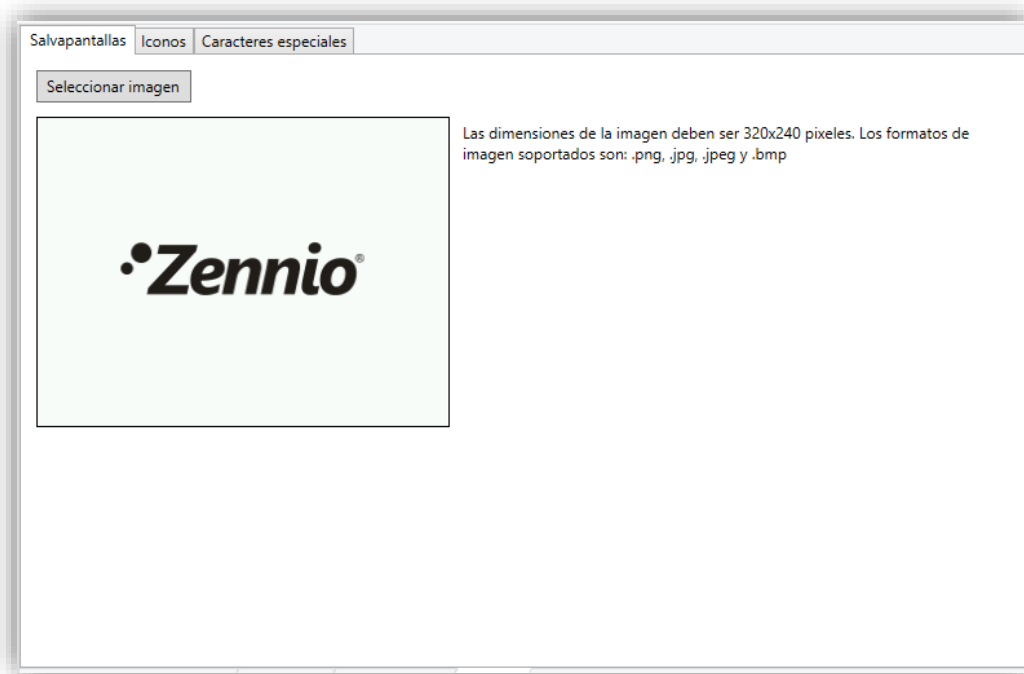 Salvapantallas Iconos Caracteres especiales
Seleccionar imagen
Las dimensiones de la imagen deben ser 320x240 pixeles. Los formatos de
imagen soportados son: .png, .jpg, .jpeg y .bmp
Zennio®